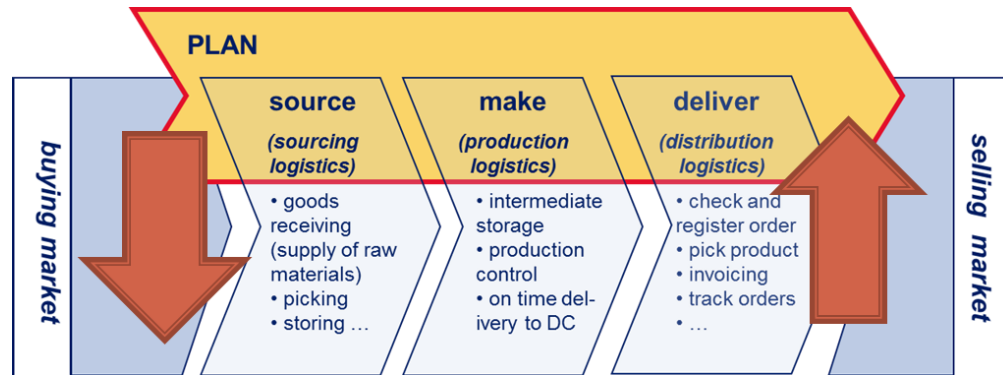 PLAN
buying market
source
(sourcing
logistics)
• goods
receiving
(supply of raw
materials)
• picking
• storing ...
make
(production
logistics)
• intermediate
storage
• production
control
• on time del-
ivery to DC
deliver
(distribution
logistics)
• check and
register order
• pick product
• invoicing
• track orders
• ...
selling market